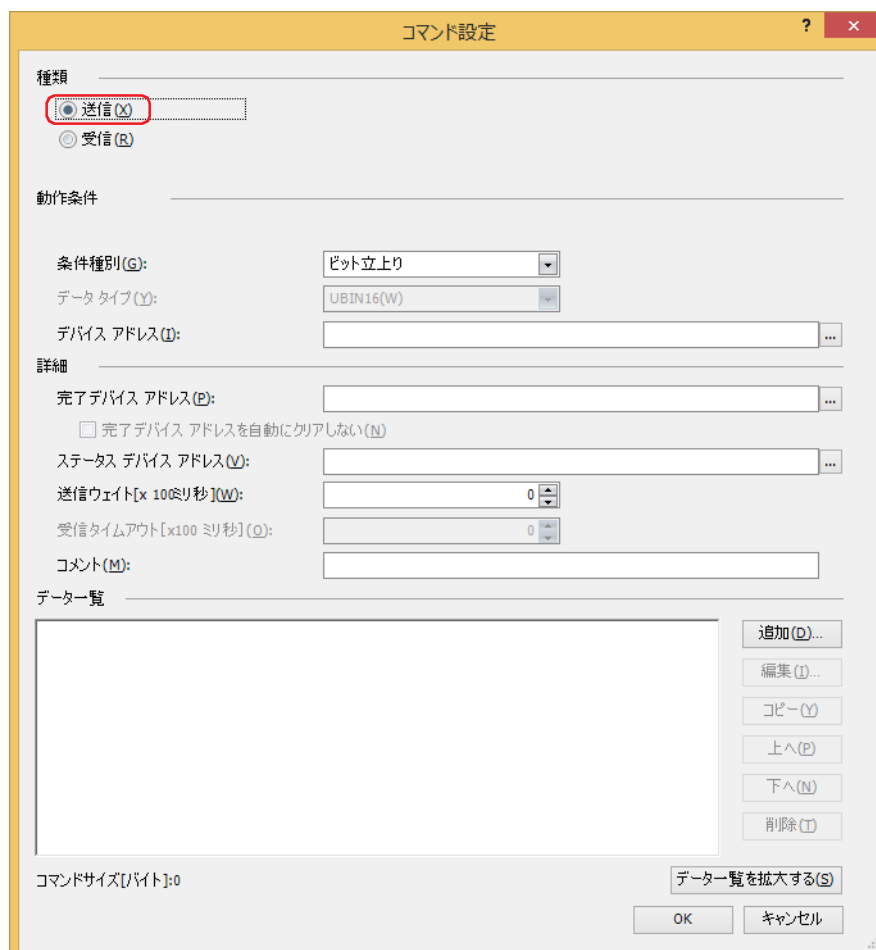 コマンド設定
? ×
種類
送信(X)
受信(R)
動作条件
条件種別(G): ビット立上り
データ タイプ(Y): UBIN16(W)
デバイス アドレス(I): ...
詳細
完了デバイス アドレス(P): ...
完了デバイス アドレスを自動にクリアしない(N)
ステータス デバイス アドレス(V): ...
送信ウェイト[x 100ミリ秒](W): 0
受信タイムアウト[x100 ミリ秒](O): 0
コメント(M):
データ一覧
追加(D)...
編集(I)...
コピー(Y)
上へ(P)
下へ(N)
削除(T)
コマンドサイズ[バイト]:0
データ一覧を拡大する(S)
OK キャンセル